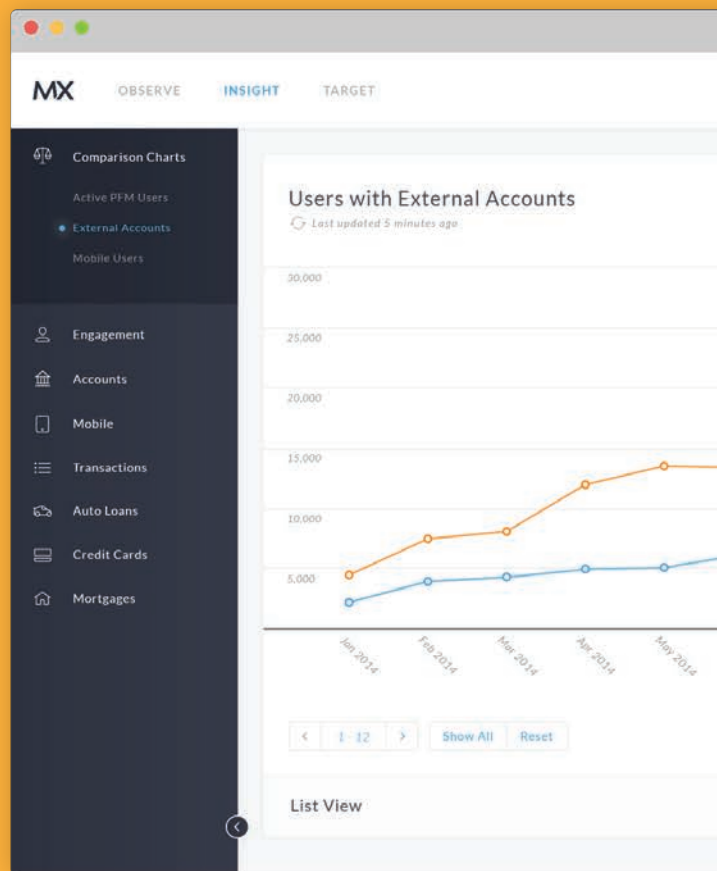 MX OBSERVE INSIGHT TARGET
Comparison Charts
Active PFM Users
External Accounts
Mobile Users
Engagement
Accounts
Mobile
Transactions
Auto Loans
Credit Cards
Mortgages
Users with External Accounts
Last updated 5 minutes ago
30,000
25,000
20,000
15,000
10,000
5,000
Jan 2014 Feb 2014 Mar 2014 Apr 2014 May 2014
1 - 12 Show All Reset
List View